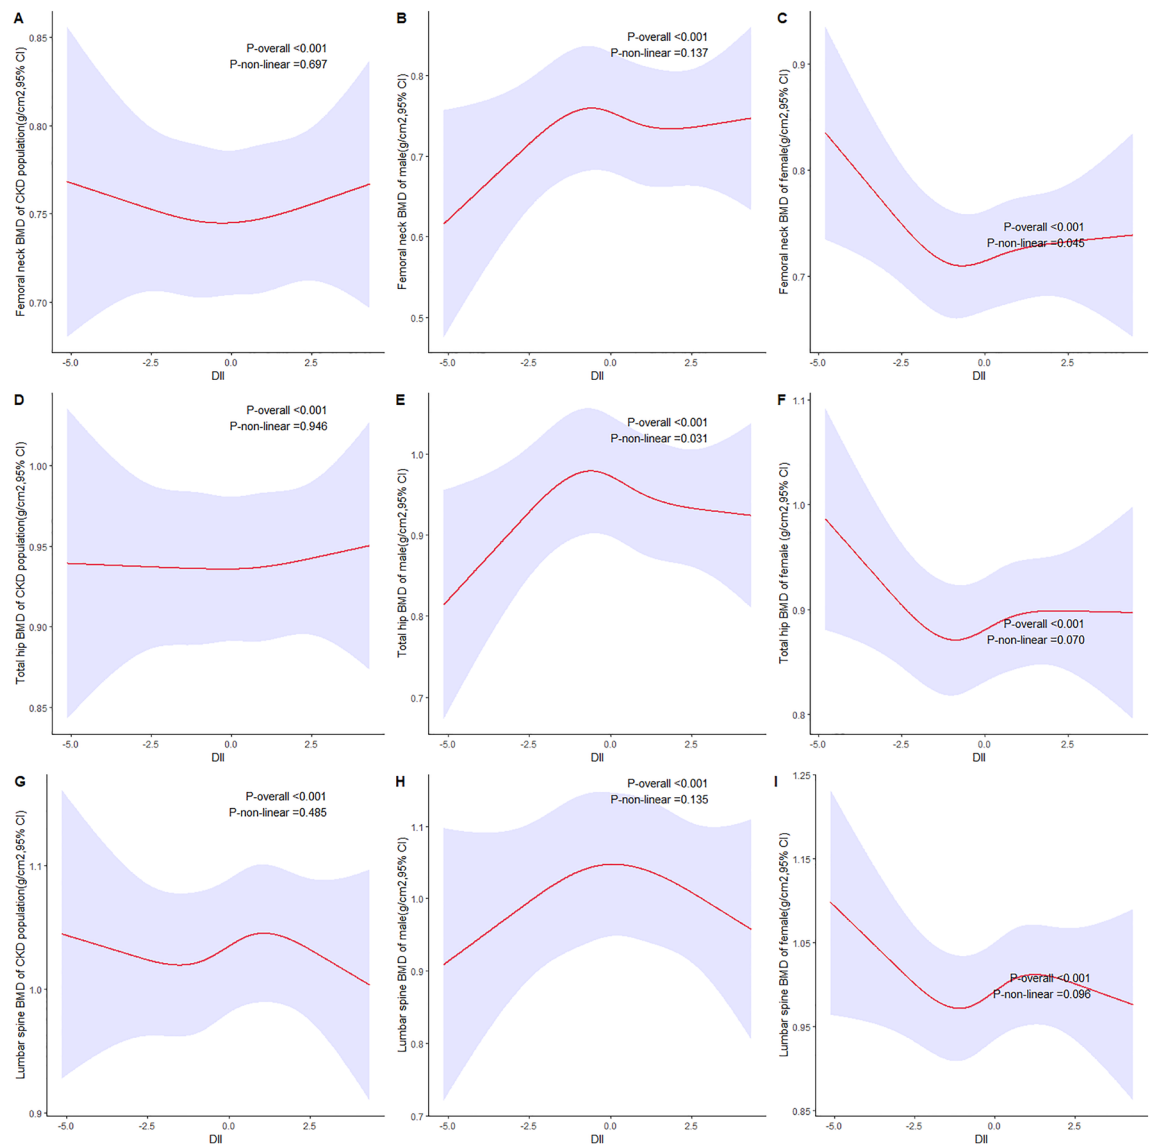 A
P-overall <0.001
P-non-linear =0.697
Femoral neck BMD of CKD population(g/cm2,95% CI)
0.85
0.80
0.75
0.70
-5.0
-2.5
0.0
2.5
DII
B
P-overall <0.001
P-non-linear =0.137
Femoral neck BMD of male(g/cm2,95% CI)
0.8
0.7
0.6
0.5
-5.0
-2.5
0.0
2.5
DII
C
P-overall <0.001
P-non-linear =0.045
Femoral neck BMD of female(g/cm2,95% CI)
0.9
0.8
0.7
-5.0
-2.5
0.0
2.5
DII
D
P-overall <0.001
P-non-linear =0.946
Total hip BMD of CKD population(g/cm2,95% CI)
1.00
0.95
0.90
0.85
-5.0
-2.5
0.0
2.5
DII
E
P-overall <0.001
P-non-linear =0.031
Total hip BMD of male(g/cm2,95% CI)
1.0
0.9
0.8
0.7
-5.0
-2.5
0.0
2.5
DII
F
P-overall <0.001
P-non-linear =0.070
Total hip BMD of female (g/cm2,95% CI)
1.1
1.0
0.9
0.8
-5.0
-2.5
0.0
2.5
DII
G
P-overall <0.001
P-non-linear =0.485
Lumbar spine BMD of CKD population(g/cm2,95% CI)
1.1
1.0
0.9
-5.0
-2.5
0.0
2.5
DII
H
P-overall <0.001
P-non-linear =0.135
Lumbar spine BMD of male(g/cm2,95% CI)
1.1
1.0
0.9
0.8
0.7
-5.0
-2.5
0.0
2.5
DII
I
P-overall <0.001
P-non-linear =0.096
Lumbar spine BMD of female(g/cm2,95% CI)
1.25
1.15
1.05
0.95
0.85
-5.0
-2.5
0.0
2.5
DII